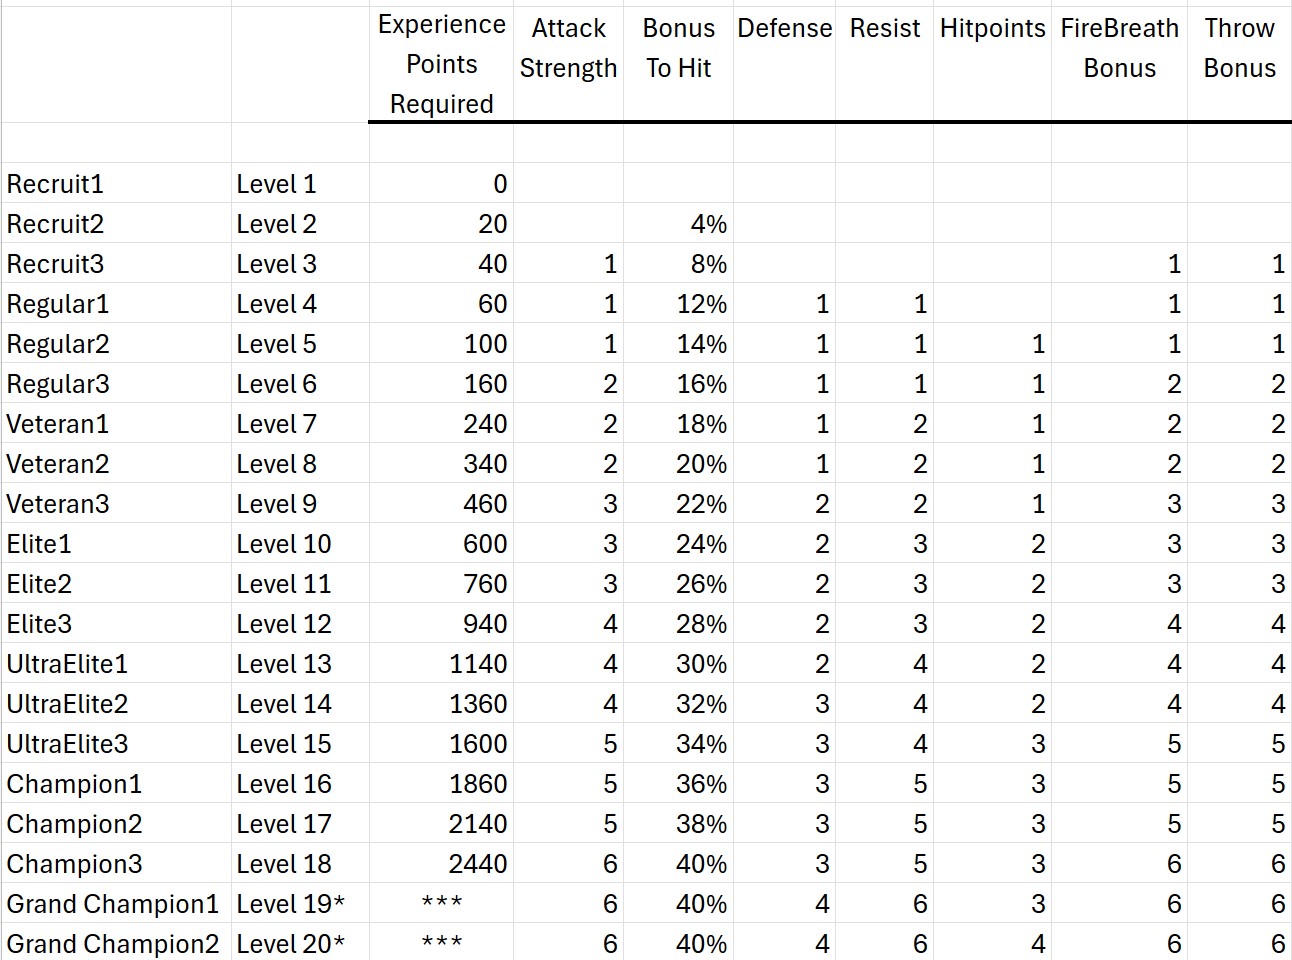 Experience Points Required Attack Strength Bonus To Hit Defense Resist Hitpoints FireBreath Bonus Throw Bonus
Recruit1 Level 1 0
Recruit2 Level 2 20 4%
Recruit3 Level 3 40 1 8% 1 1
Regular1 Level 4 60 1 12% 1 1 1 1
Regular2 Level 5 100 1 14% 1 1 1 1 1
Regular3 Level 6 160 2 16% 1 1 1 2 2
Veteran1 Level 7 240 2 18% 1 2 1 2 2
Veteran2 Level 8 340 2 20% 1 2 1 2 2
Veteran3 Level 9 460 3 22% 2 2 1 3 3
Elite1 Level 10 600 3 24% 2 3 2 3 3
Elite2 Level 11 760 3 26% 2 3 2 3 3
Elite3 Level 12 940 4 28% 2 3 2 4 4
UltraElite1 Level 13 1140 4 30% 2 4 2 4 4
UltraElite2 Level 14 1360 4 32% 3 4 2 4 4
UltraElite3 Level 15 1600 5 34% 3 4 3 5 5
Champion1 Level 16 1860 5 36% 3 5 3 5 5
Champion2 Level 17 2140 5 38% 3 5 3 5 5
Champion3 Level 18 2440 6 40% 3 5 3 6 6
Grand Champion1 Level 19* *** 6 40% 4 6 3 6 6
Grand Champion2 Level 20* *** 6 40% 4 6 4 6 6